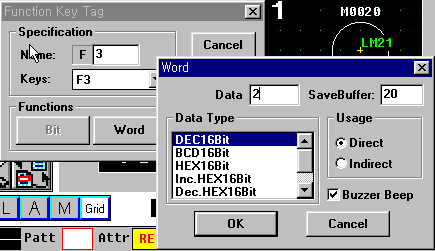 Function Key Tag
Specification
Name: F 3
Keys: F3
Cancel
Functions
Bit
Word
1
M0020
LM21
Word
Data 2
SaveBuffer: 20
Data Type
DEC16Bit
BCD16Bit
HEX16Bit
Inc.HEX16Bit
Dec.HEX16Bit
Usage
Direct
Indirect
Buzzer Beep
OK
Cancel
L A M Grid
Patt Attr RE